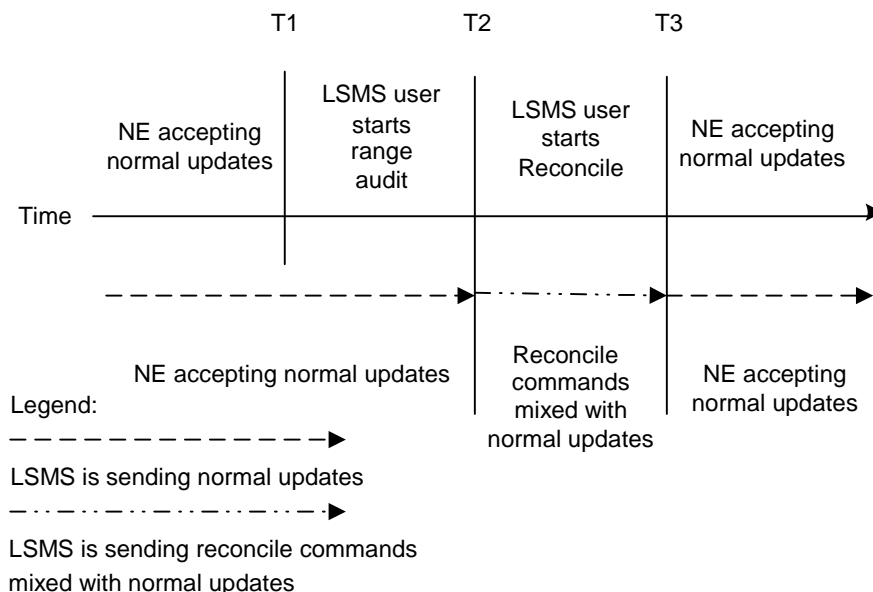 T1
T2
T3
NE accepting
normal updates
LSMS user
starts
range
audit
LSMS user
starts
Reconcile
NE accepting
normal updates
Time
NE accepting normal updates
Reconcile
commands
mixed with
normal updates
NE accepting
normal updates
Legend:
LSMS is sending normal updates
LSMS is sending reconcile commands
mixed with normal updates